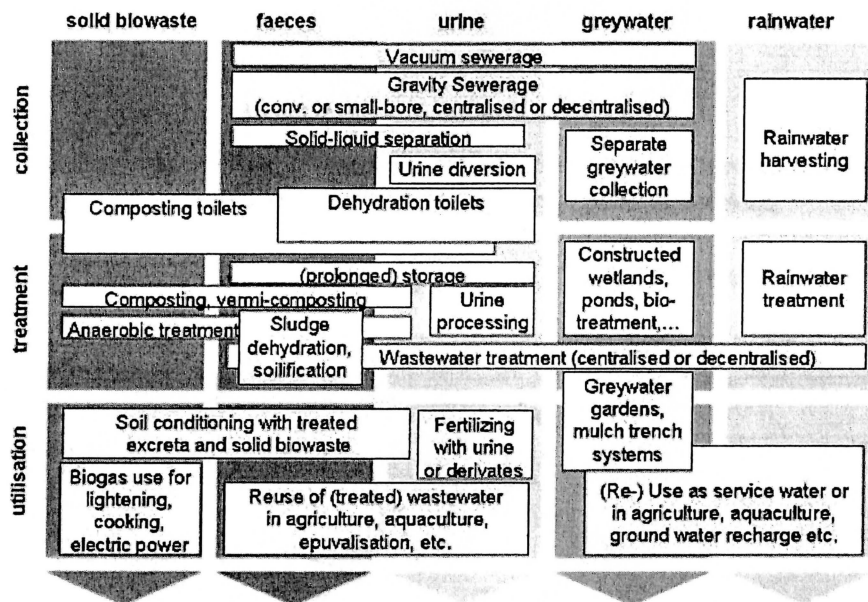 solid biowaste faeces urine greywater rainwater
collection
Vacuum sewerage
Gravity Sewerage
(conv. or small-bore, centralised or decentralised)
Solid-liquid separation
Urine diversion
Separate
greywater
collection
Rainwater
harvesting
Composting toilets
Dehydration toilets
treatment
(prolonged) storage
Composting, vermi-composting
Anaerobic treatment
Urine
processing
Sludge
dehydration,
soilification
Constructed
wetlands,
ponds, bio-
treatment,...
Rainwater
treatment
Wastewater treatment (centralised or decentralised)
utilisation
Soil conditioning with treated
excreta and solid biowaste
Fertilizing
with urine
or derivates
Greywater
gardens,
mulch trench
systems
Biogas use for
lightening,
cooking,
electric power
Reuse of (treated) wastewater
in agriculture, aquaculture,
epuvalisation, etc.
(Re-) Use as service water or
in agriculture, aquaculture,
ground water recharge etc.